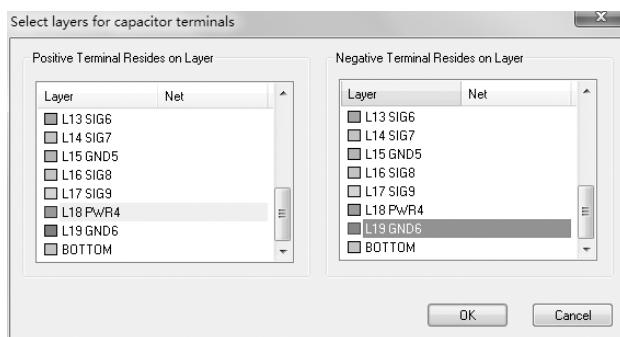 Select layers for capacitor terminals
Positive Terminal Resides on Layer
Layer Net
L13 SIG6
L14 SIG7
L15 GND5
L16 SIG8
L17 SIG9
L18 PWR4
L19 GND6
BOTTOM
Negative Terminal Resides on Layer
Layer Net
L13 SIG6
L14 SIG7
L15 GND5
L16 SIG8
L17 SIG9
L18 PWR4
L19 GND6
BOTTOM
OK Cancel